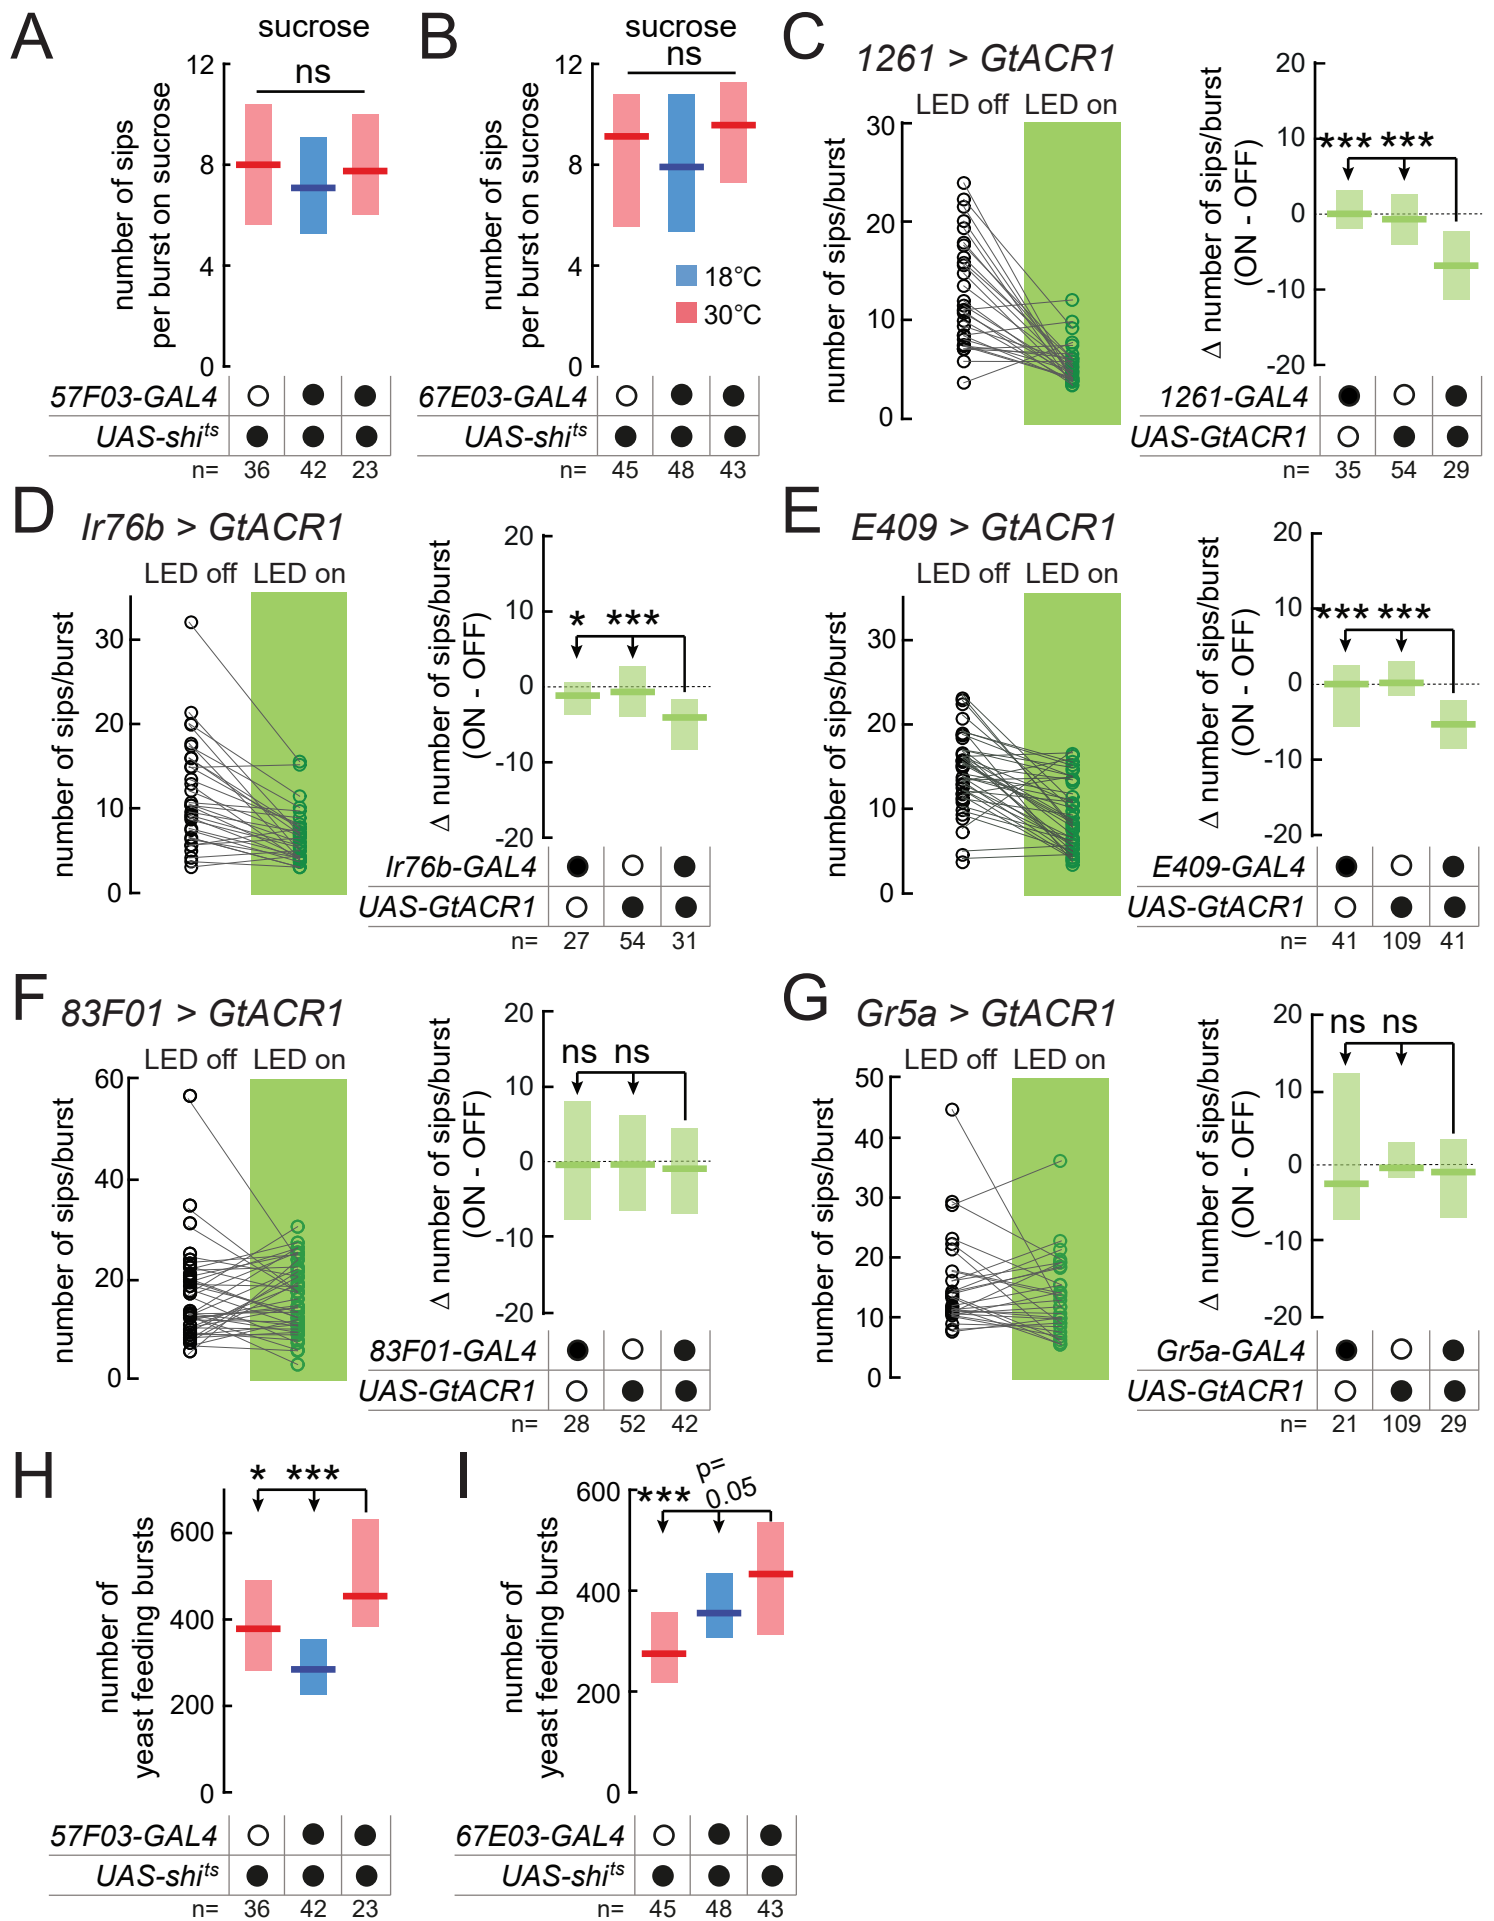 A
sucrose
number of sips
per burst on sucrose
12
8
4
0
ns
57F03-GAL4
UAS-shi^ts
n= 36 42 23
B
sucrose
number of sips
per burst on sucrose
12
8
4
0
ns
18°C
30°C
67E03-GAL4
UAS-shi^ts
n= 45 48 43
C
1261 > GtACR1
LED off LED on
number of sips/burst
30
20
10
0
Δ number of sips/burst
(ON - OFF)
20
10
0
-10
-20
*** ***
1261-GAL4
UAS-GtACR1
n= 35 54 29
D
Ir76b > GtACR1
LED off LED on
number of sips/burst
30
20
10
0
Δ number of sips/burst
(ON - OFF)
20
10
0
-10
-20
* ***
Ir76b-GAL4
UAS-GtACR1
n= 27 54 31
E
E409 > GtACR1
LED off LED on
number of sips/burst
30
20
10
0
Δ number of sips/burst
(ON - OFF)
20
10
0
-10
-20
*** ***
E409-GAL4
UAS-GtACR1
n= 41 109 41
F
83F01 > GtACR1
LED off LED on
number of sips/burst
60
40
20
0
Δ number of sips/burst
(ON - OFF)
20
10
0
-10
-20
ns ns
83F01-GAL4
UAS-GtACR1
n= 28 52 42
G
Gr5a > GtACR1
LED off LED on
number of sips/burst
50
40
30
20
10
0
Δ number of sips/burst
(ON - OFF)
20
10
0
-10
-20
ns ns
Gr5a-GAL4
UAS-GtACR1
n= 21 109 29
H
number of
yeast feeding bursts
600
400
200
0
* ***
57F03-GAL4
UAS-shi^ts
n= 36 42 23
I
number of
yeast feeding bursts
600
400
200
0
***
p=
0.05
67E03-GAL4
UAS-shi^ts
n= 45 48 43